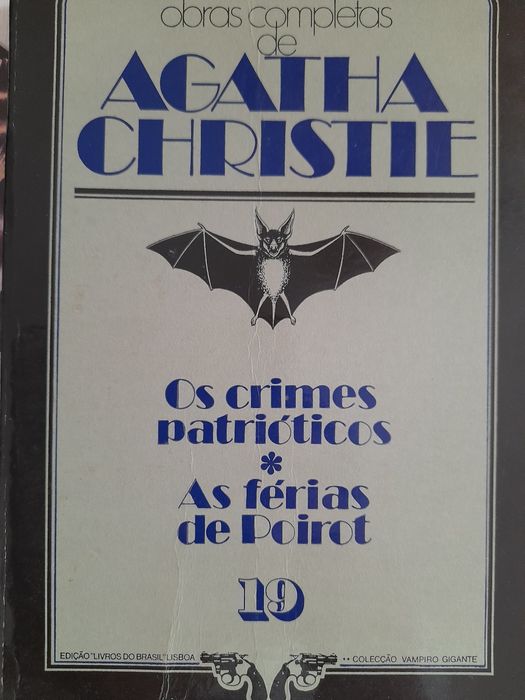 obras completas
de
AGATHA
CHRISTIE
Os crimes
patrióticos
*
As férias
de Poirot
19
EDIÇÃO "LIVROS DO BRASIL" LISBOA
** COLECÇÃO VAMPIRO GIGANTE